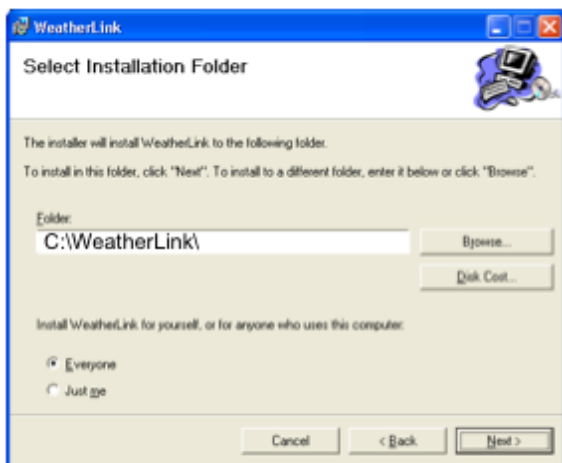 WeatherLink
Select Installation Folder
The installer will install WeatherLink to the following folder.
To install in this folder, click "Next". To install to a different folder, enter it below or click "Browse".
Folder:
C:\WeatherLink\
Browse...
Disk Cost...
Install WeatherLink for yourself, or for anyone who uses this computer:
Everyone
Just me
Cancel
< Back
Next >